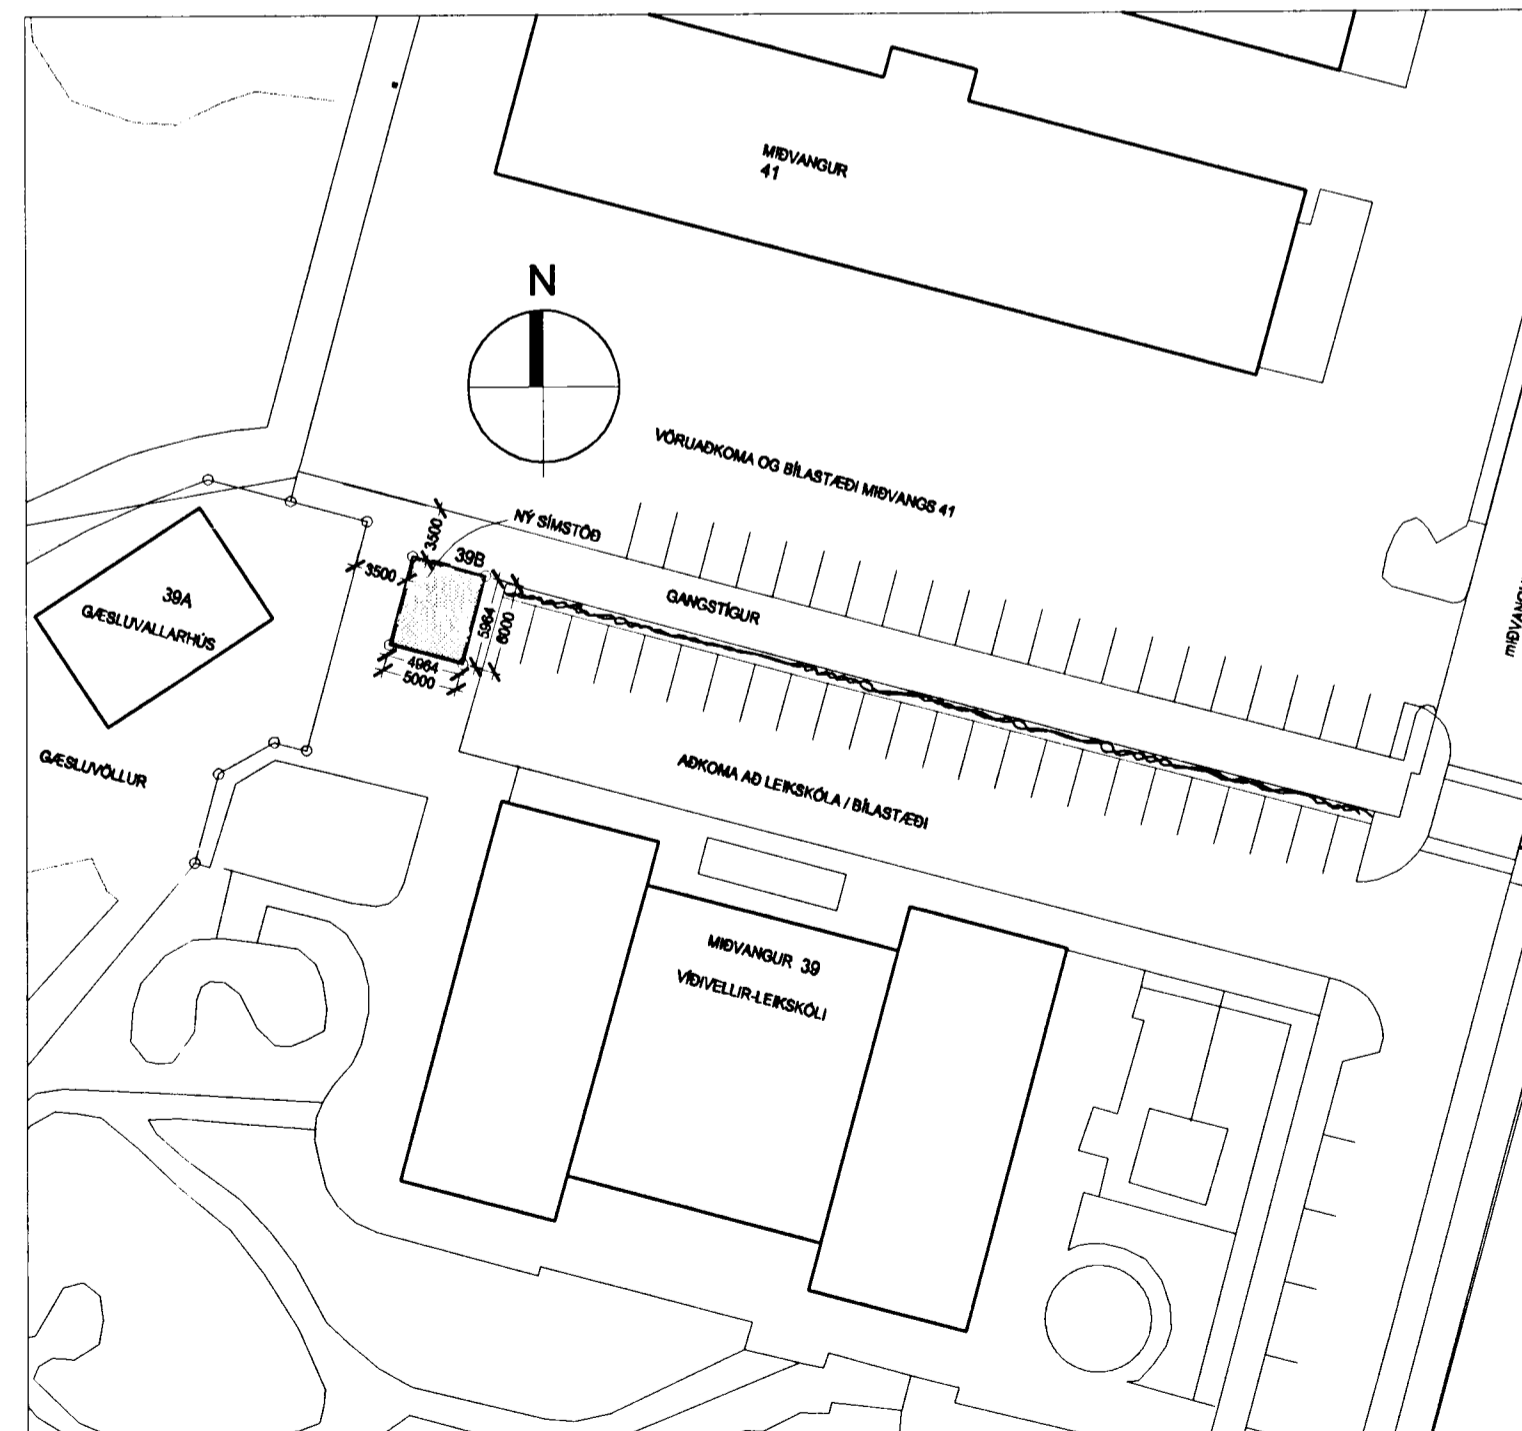 MIÐVANGUR
41
N
VÖRUAÐKOMA OG BÍLASTÆÐI MIÐVANGS 41
NÝ SÍMSTÖÐ
3500
39B
3500
39A
GÆSLUVALLARHÚS
GANGSTÍGUR
5964
6000
4964
5000
GÆSLUVÖLLUR
AÐKOMA AÐ LEIKSKÓLA / BÍLASTÆÐI
MIÐVANGUR 39
VÍÐIVELLIR-LEIKSKÓLI